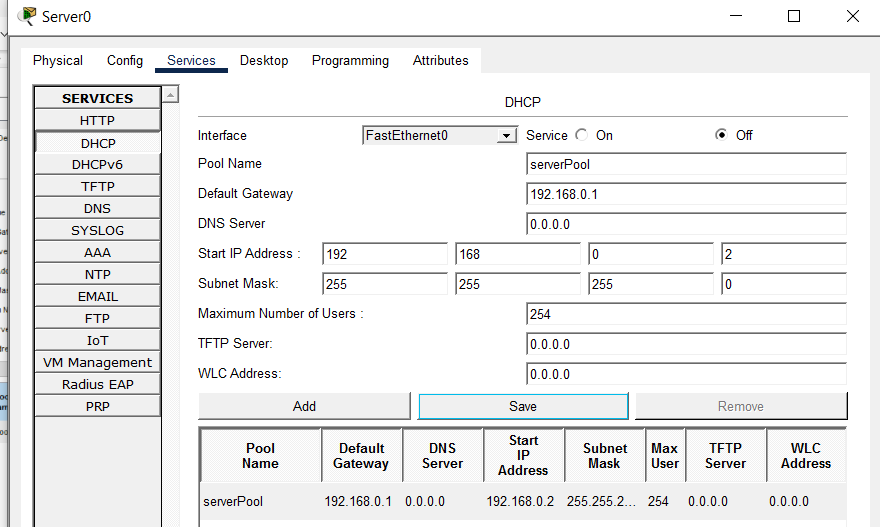 Server0
Physical Config Services Desktop Programming Attributes
SERVICES
HTTP
DHCP
DHCPv6
TFTP
DNS
SYSLOG
AAA
NTP
EMAIL
FTP
IoT
VM Management
Radius EAP
PRP
DHCP
Interface FastEthernet0 Service On Off
Pool Name serverPool
Default Gateway 192.168.0.1
DNS Server 0.0.0.0
Start IP Address : 192 168 0 2
Subnet Mask: 255 255 255 0
Maximum Number of Users : 254
TFTP Server: 0.0.0.0
WLC Address: 0.0.0.0
Add Save Remove
Pool Name Default Gateway DNS Server Start IP Address Subnet Mask Max User TFTP Server WLC Address
serverPool 192.168.0.1 0.0.0.0 192.168.0.2 255.255.2... 254 0.0.0.0 0.0.0.0